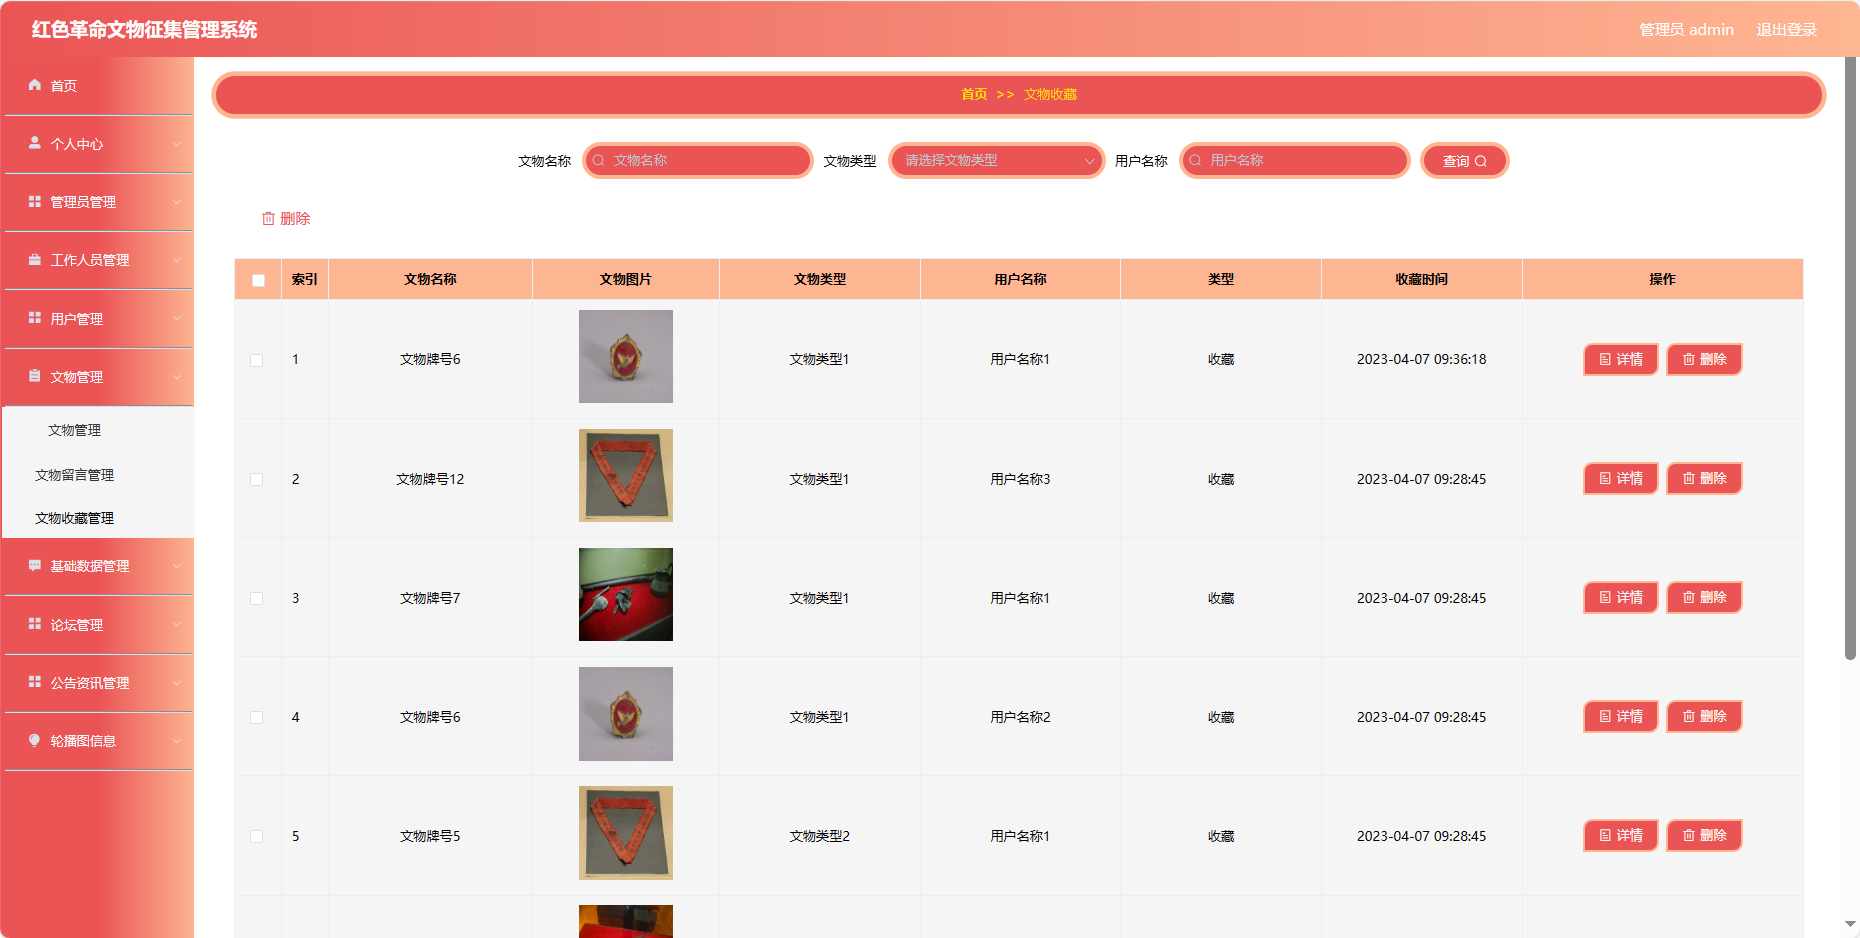 红色革命文物征集管理系统
管理员 admin 退出登录
首页
个人中心
管理员管理
工作人员管理
用户管理
文物管理
文物管理
文物留言管理
文物收藏管理
基础数据管理
论坛管理
公告资讯管理
轮播图信息
首页 >> 文物收藏
文物名称 文物名称 文物类型 请选择文物类型 用户名称 用户名称 查询
删除
索引 文物名称 文物图片 文物类型 用户名称 类型 收藏时间 操作
1 文物牌号6 文物类型1 用户名称1 收藏 2023-04-07 09:36:18 详情 删除
2 文物牌号12 文物类型1 用户名称3 收藏 2023-04-07 09:28:45 详情 删除
3 文物牌号7 文物类型1 用户名称1 收藏 2023-04-07 09:28:45 详情 删除
4 文物牌号6 文物类型1 用户名称2 收藏 2023-04-07 09:28:45 详情 删除
5 文物牌号5 文物类型2 用户名称1 收藏 2023-04-07 09:28:45 详情 删除